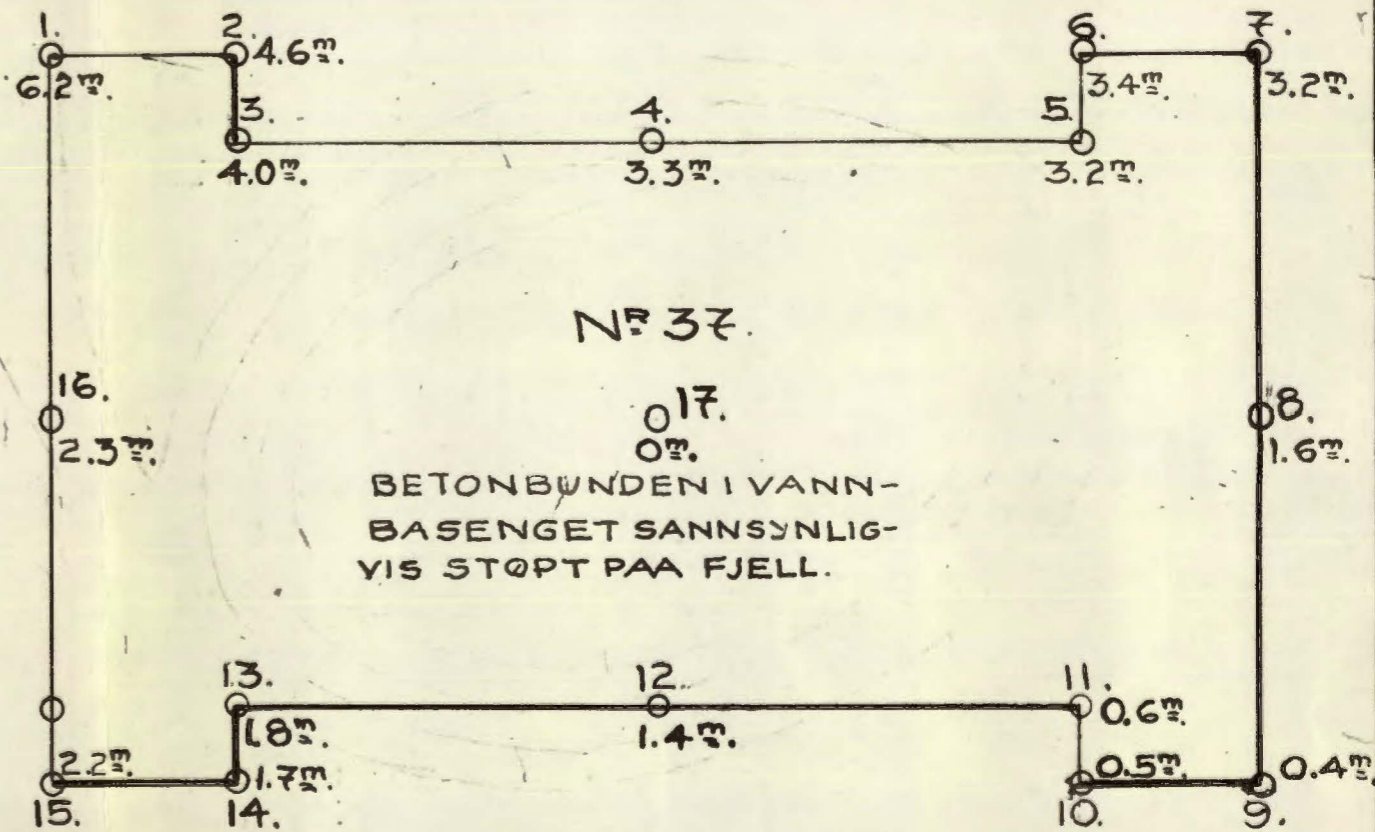 1. 2. 6. 7.
4.6m.
6.2m. 3.4m. 3.2m.
3. 4. 5.
4.0m. 3.3m. 3.2m.
Nr 37.
16. 17. 8.
2.3m. 0m. 1.6m.
BETONBUNDEN I VANN-
BASENGET SANNSYNLIG-
VIS STØPT PAA FJELL.
13. 12. 11.
1.8m. 1.4m. 0.6m.
2.2m. 1.7m. 0.5m. 0.4m.
15. 14. 10. 9.